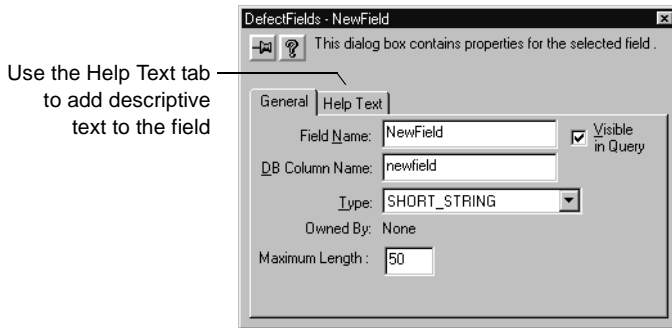 DefectFields - NewField
This dialog box contains properties for the selected field .
Use the Help Text tab
to add descriptive
text to the field
General
Help Text
Field Name:
NewField
Visible
in Query
DB Column Name:
newfield
Type:
SHORT_STRING
Owned By:
None
Maximum Length :
50